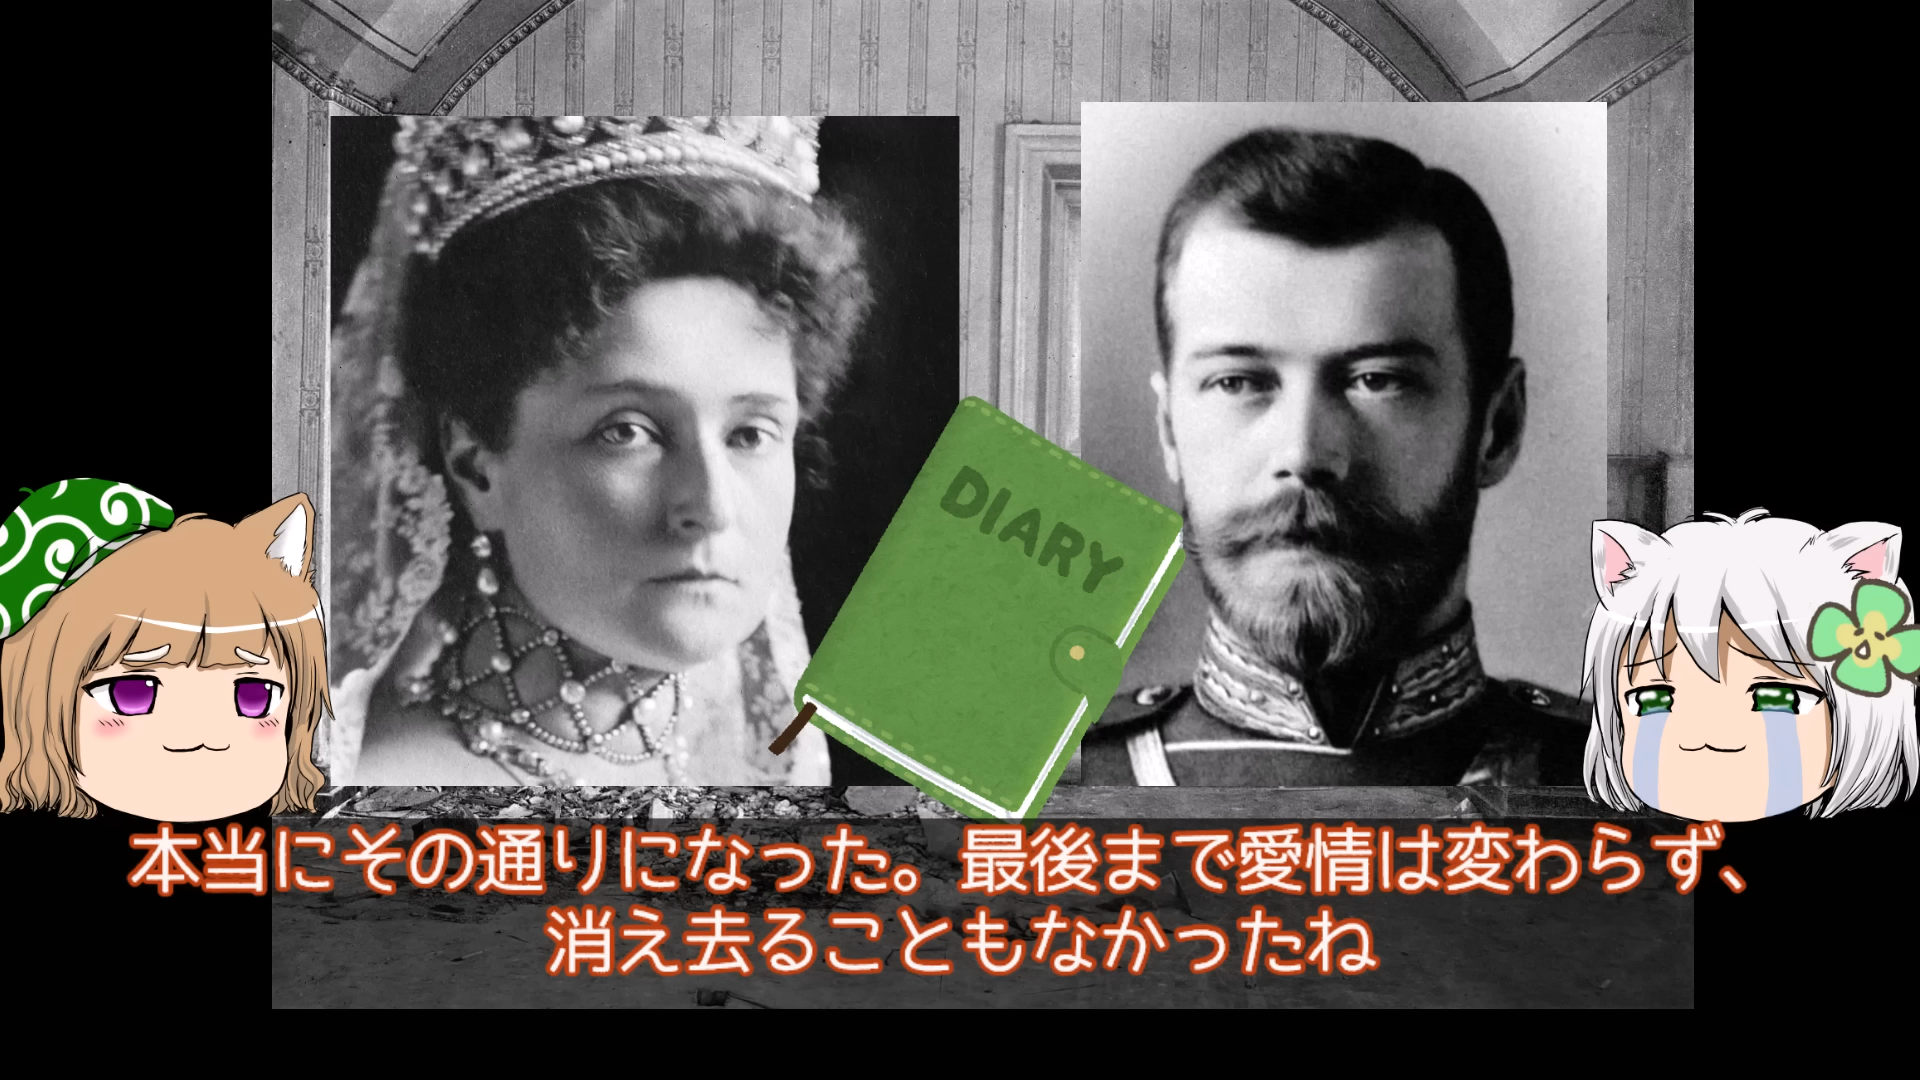 DIARY
本当にその通りになった。最後まで愛情は変わらず、
消え去ることもなかったね